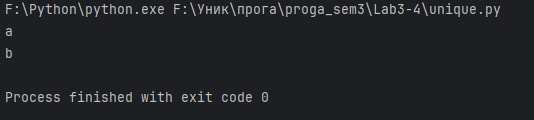 F:\Python\python.exe F:\Уник\прога\proga_sem3\Lab3-4\unique.py
a
b
Process finished with exit code 0